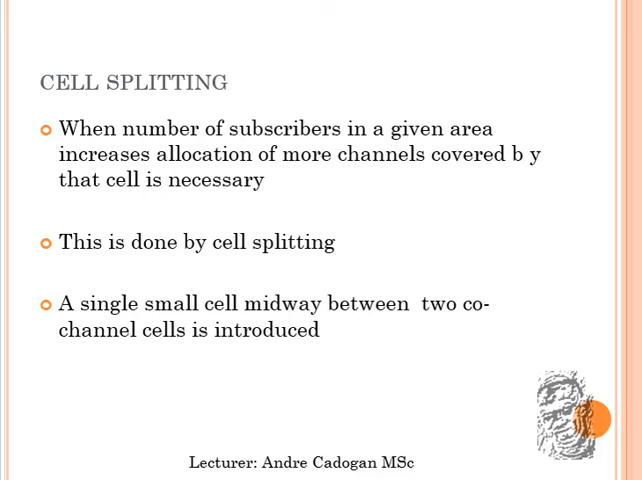 CELL SPLITTING
When number of subscribers in a given area
increases allocation of more channels covered b y
that cell is necessary
This is done by cell splitting
A single small cell midway between two co-
channel cells is introduced
Lecturer: Andre Cadogan MSc